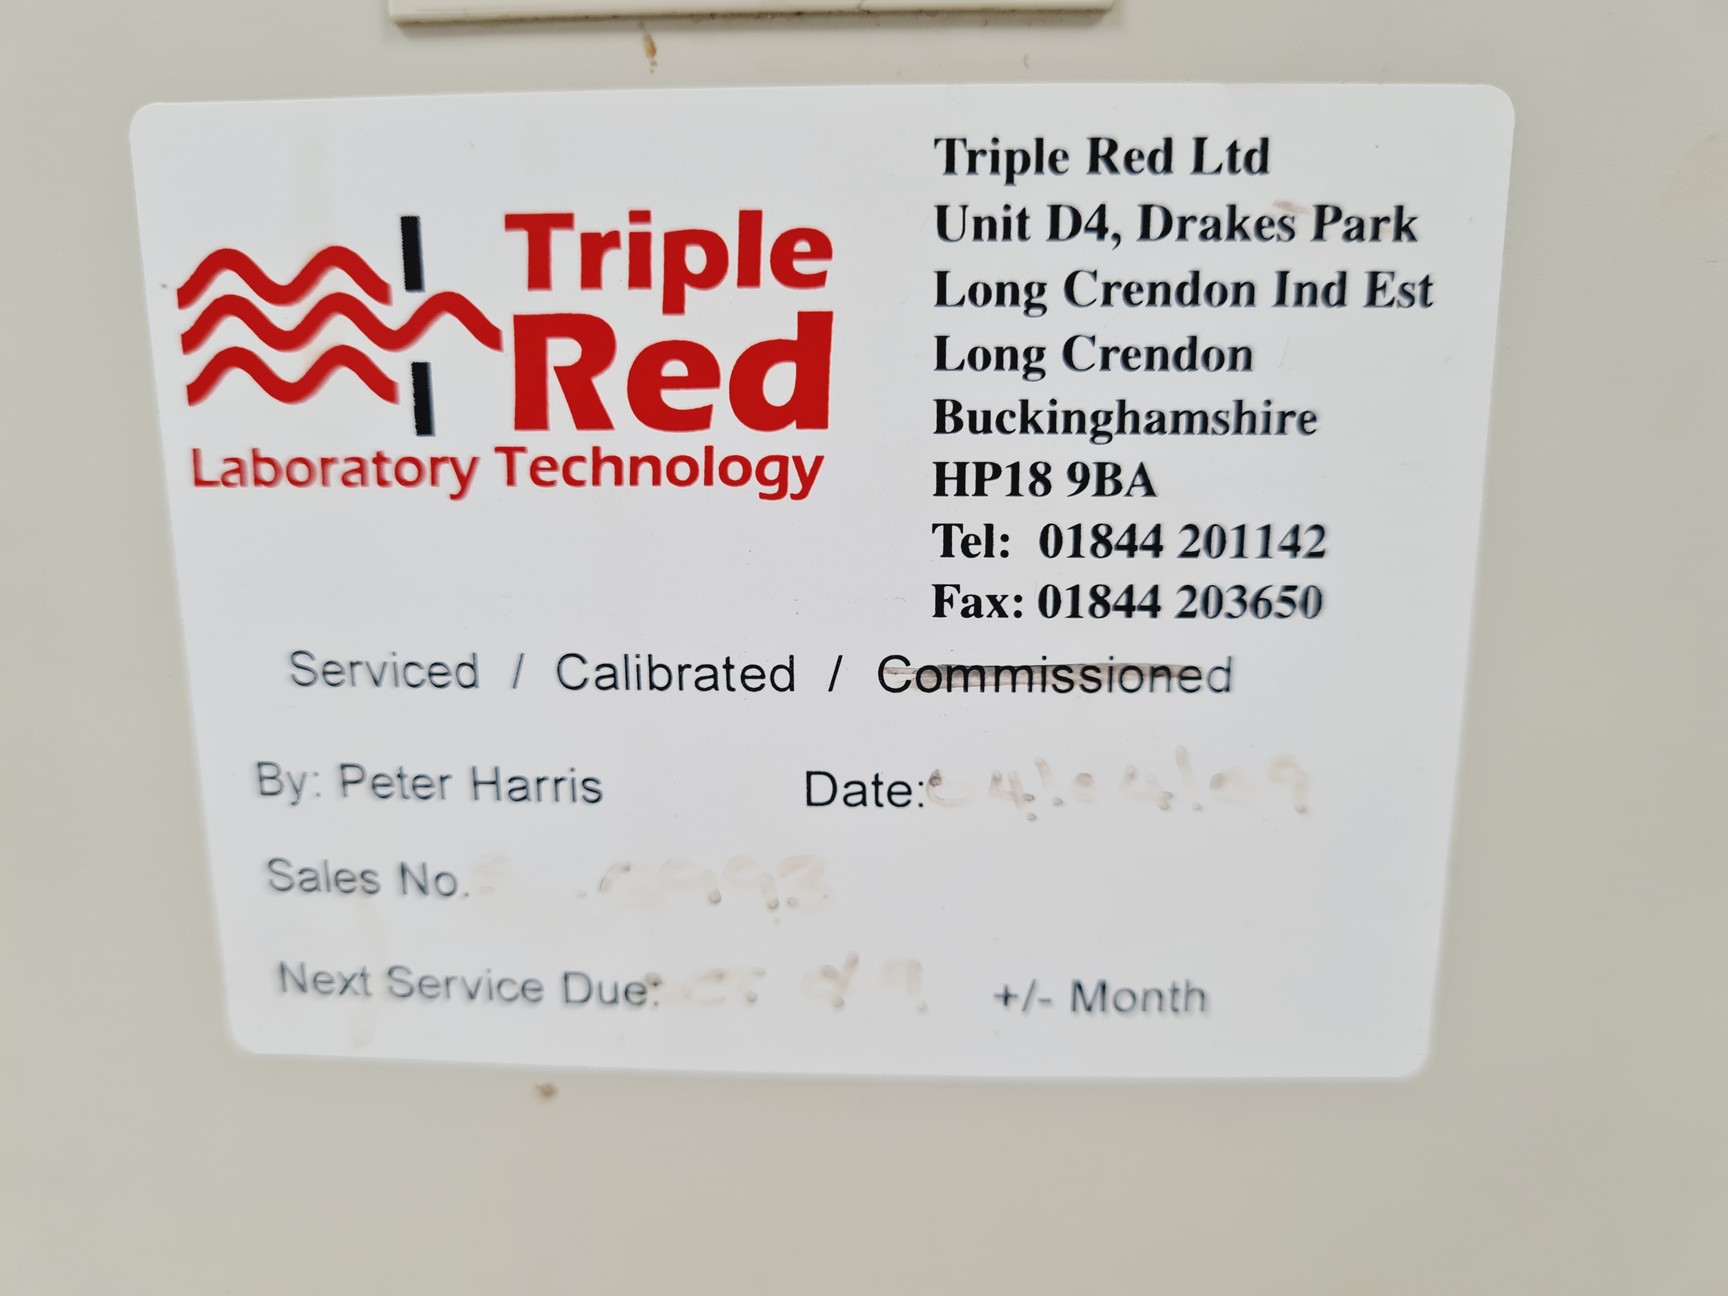 Triple
Red
Laboratory Technology
Triple Red Ltd
Unit D4, Drakes Park
Long Crendon Ind Est
Long Crendon
Buckinghamshire
HP18 9BA
Tel: 01844 201142
Fax: 01844 203650
Serviced / Calibrated / Commissioned
By: Peter Harris Date:
Sales No.
Next Service Due: +/- Month